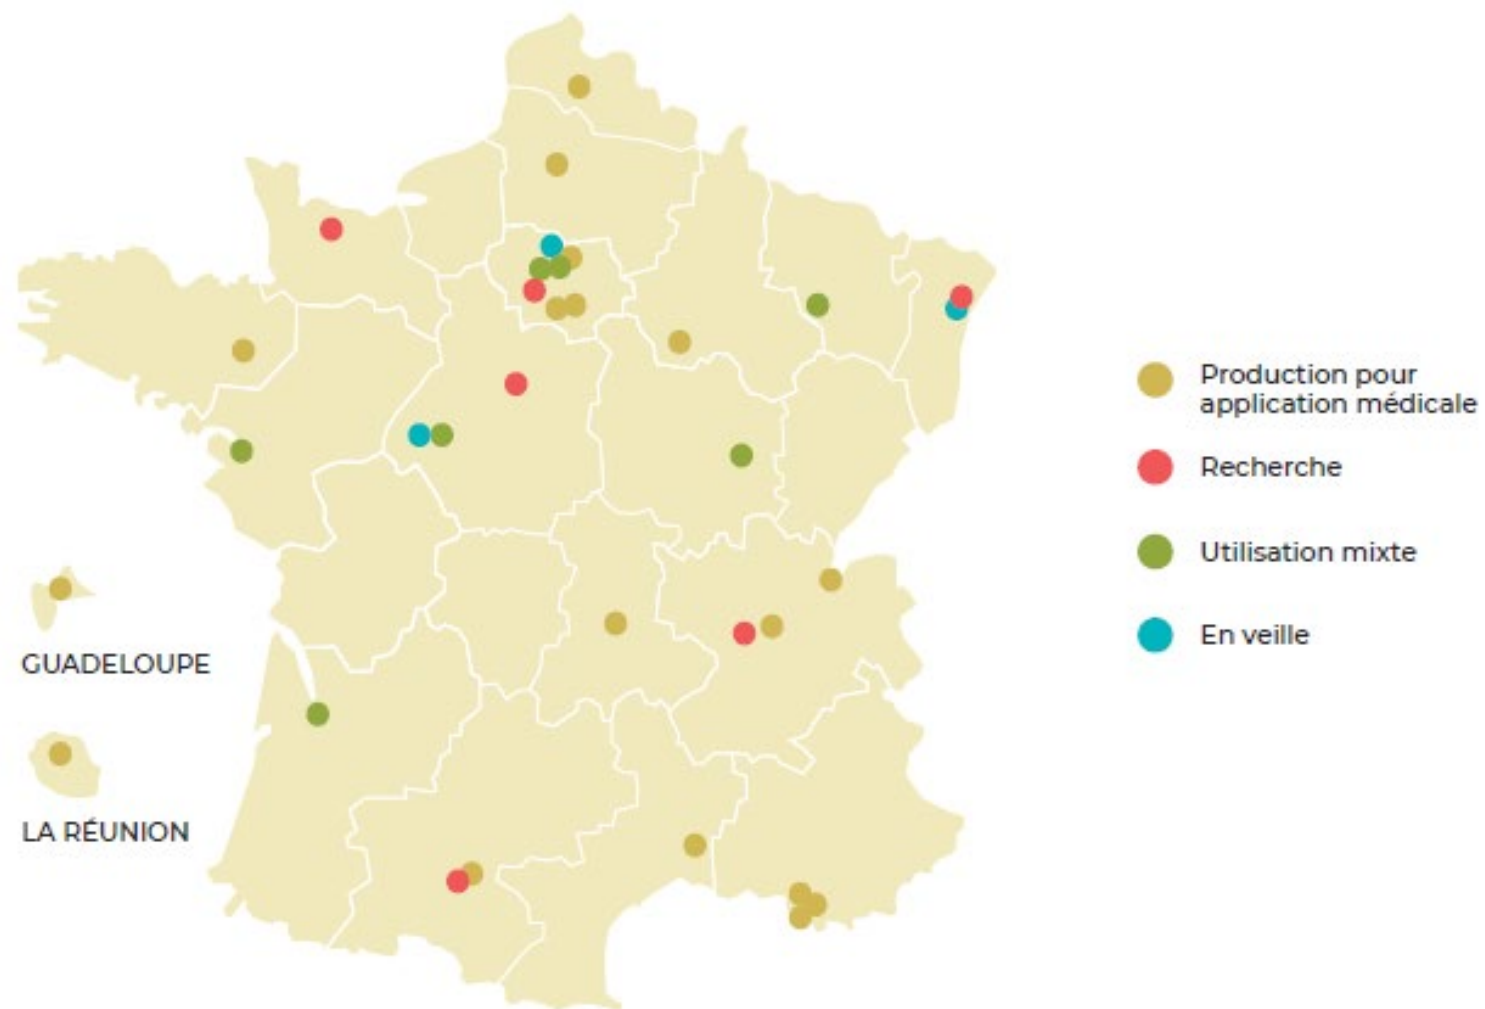 Production pour
application médicale
Recherche
Utilisation mixte
En veille
GUADELOUPE
LA RÉUNION